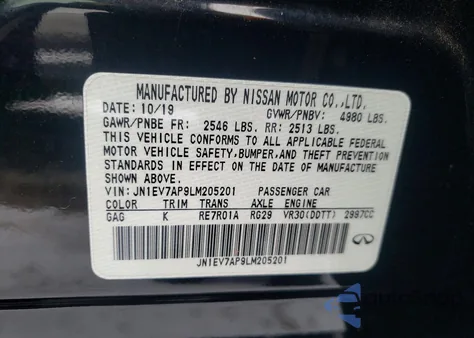 MANUFACTURED BY NISSAN MOTOR CO.,LTD.
DATE: 10/19 GVWR/PNBV: 4980 LBS.
GAWR/PNBE FR: 2546 LBS. RR: 2513 LBS.
THIS VEHICLE CONFORMS TO ALL APPLICABLE FEDERAL
MOTOR VEHICLE SAFETY,BUMPER,AND THEFT PREVENTION
STANDARDS IN EFFECT ON THE DATE OF MANUFACTURE
SHOWN ABOVE.
VIN: JN1EV7AP9LM205201 PASSENGER CAR
COLOR TRIM TRANS AXLE ENGINE
GAG K RE7R01A RG29 VR30(DDTT) 2997CC
JN1EV7AP9LM205201